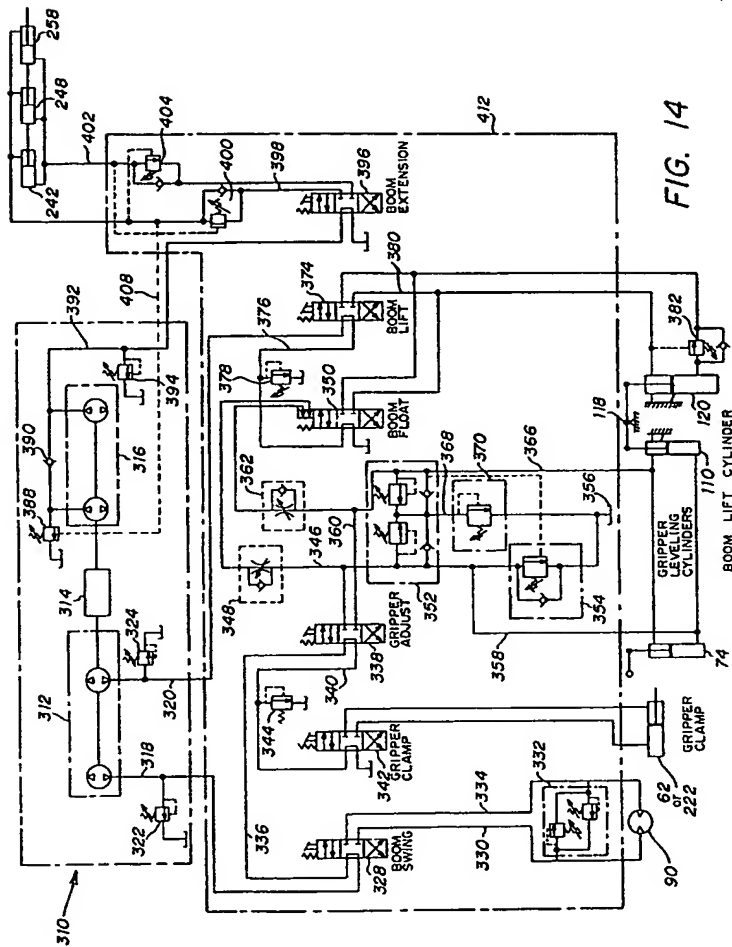 258
248
402
242
404
412
FIG. 14
400
398
396
BOOM
EXTENSION
408
392
394
390
388
316
314
324
312
320
318
322
310
380
374
376
BOOM
LIFT
378
350
BOOM
FLOAT
362
346
348
360
368
370
366
352
356
354
358
338
GRIPPER
ADJUST
340
344
342
GRIPPER
CLAMP
336
334
332
330
328
BOOM
SWING
382
118
120
110
GRIPPER
LEVELING
CYLINDERS
BOOM LIFT CYLINDER
74
GRIPPER
CLAMP
62
or
222
90